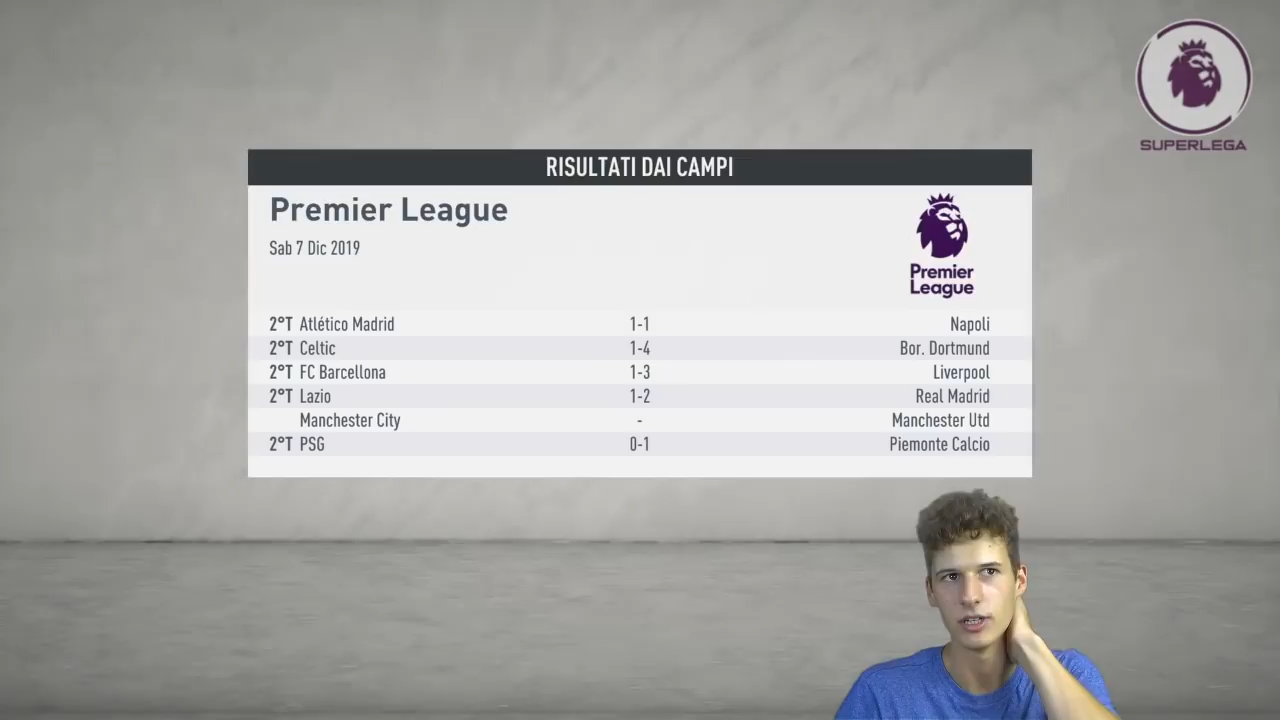 SUPERLEGA
RISULTATI DAI CAMPI
Premier League
Sab 7 Dic 2019
Premier
League
2°T Atlético Madrid 1-1 Napoli
2°T Celtic 1-4 Bor. Dortmund
2°T FC Barcellona 1-3 Liverpool
2°T Lazio 1-2 Real Madrid
Manchester City - Manchester Utd
2°T PSG 0-1 Piemonte Calcio